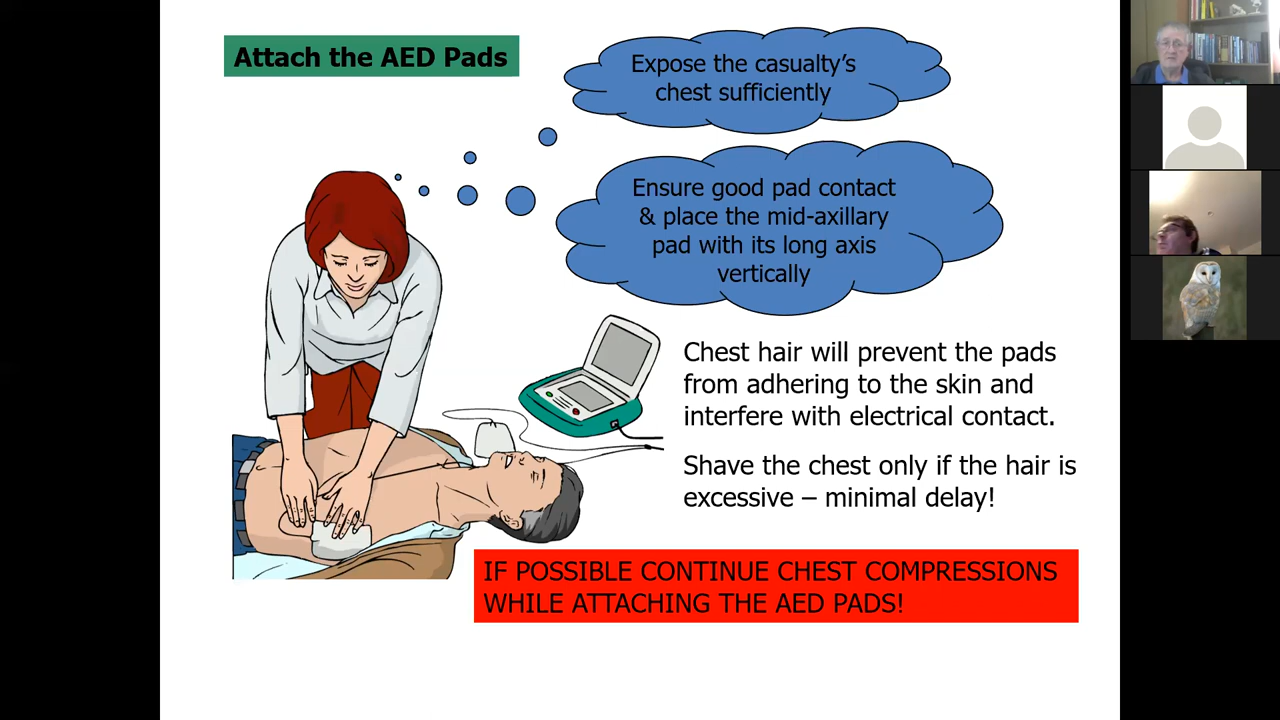 Attach the AED Pads
Expose the casualty’s
chest sufficiently
Ensure good pad contact
& place the mid-axillary
pad with its long axis
vertically
Chest hair will prevent the pads
from adhering to the skin and
interfere with electrical contact.
Shave the chest only if the hair is
excessive – minimal delay!
IF POSSIBLE CONTINUE CHEST COMPRESSIONS
WHILE ATTACHING THE AED PADS!